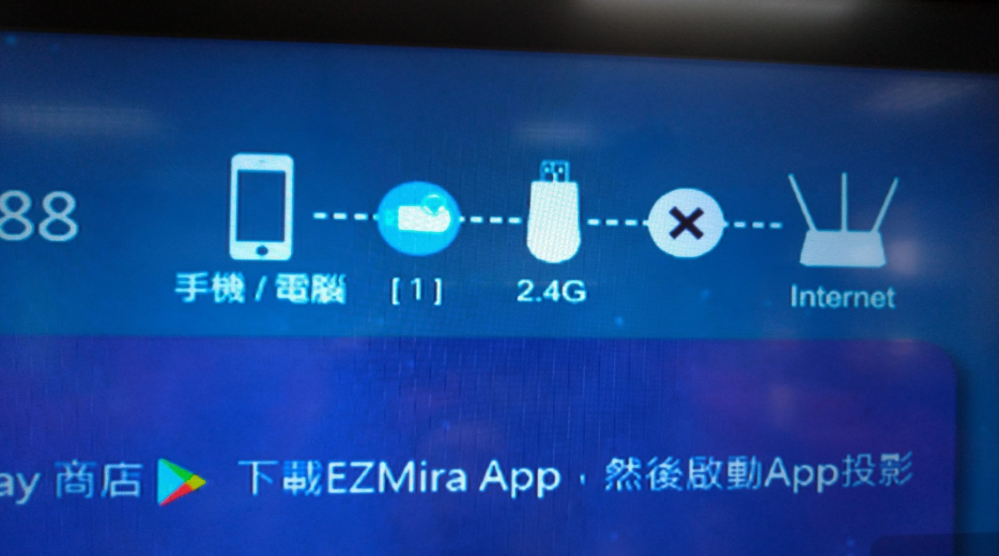 88
手機 / 電腦
[ 1 ]
2.4G
Internet
ay 商店 下載EZMira App，然後啟動App投影